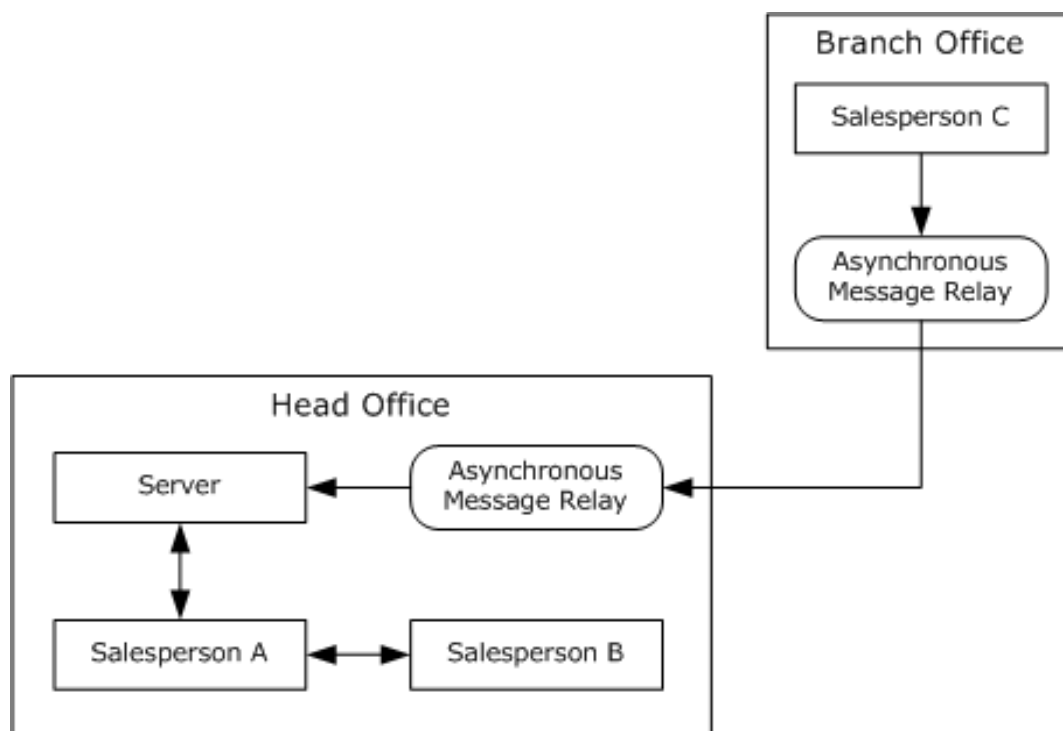 Branch Office
Salesperson C
Asynchronous
Message Relay
Head Office
Server
Asynchronous
Message Relay
Salesperson A
Salesperson B